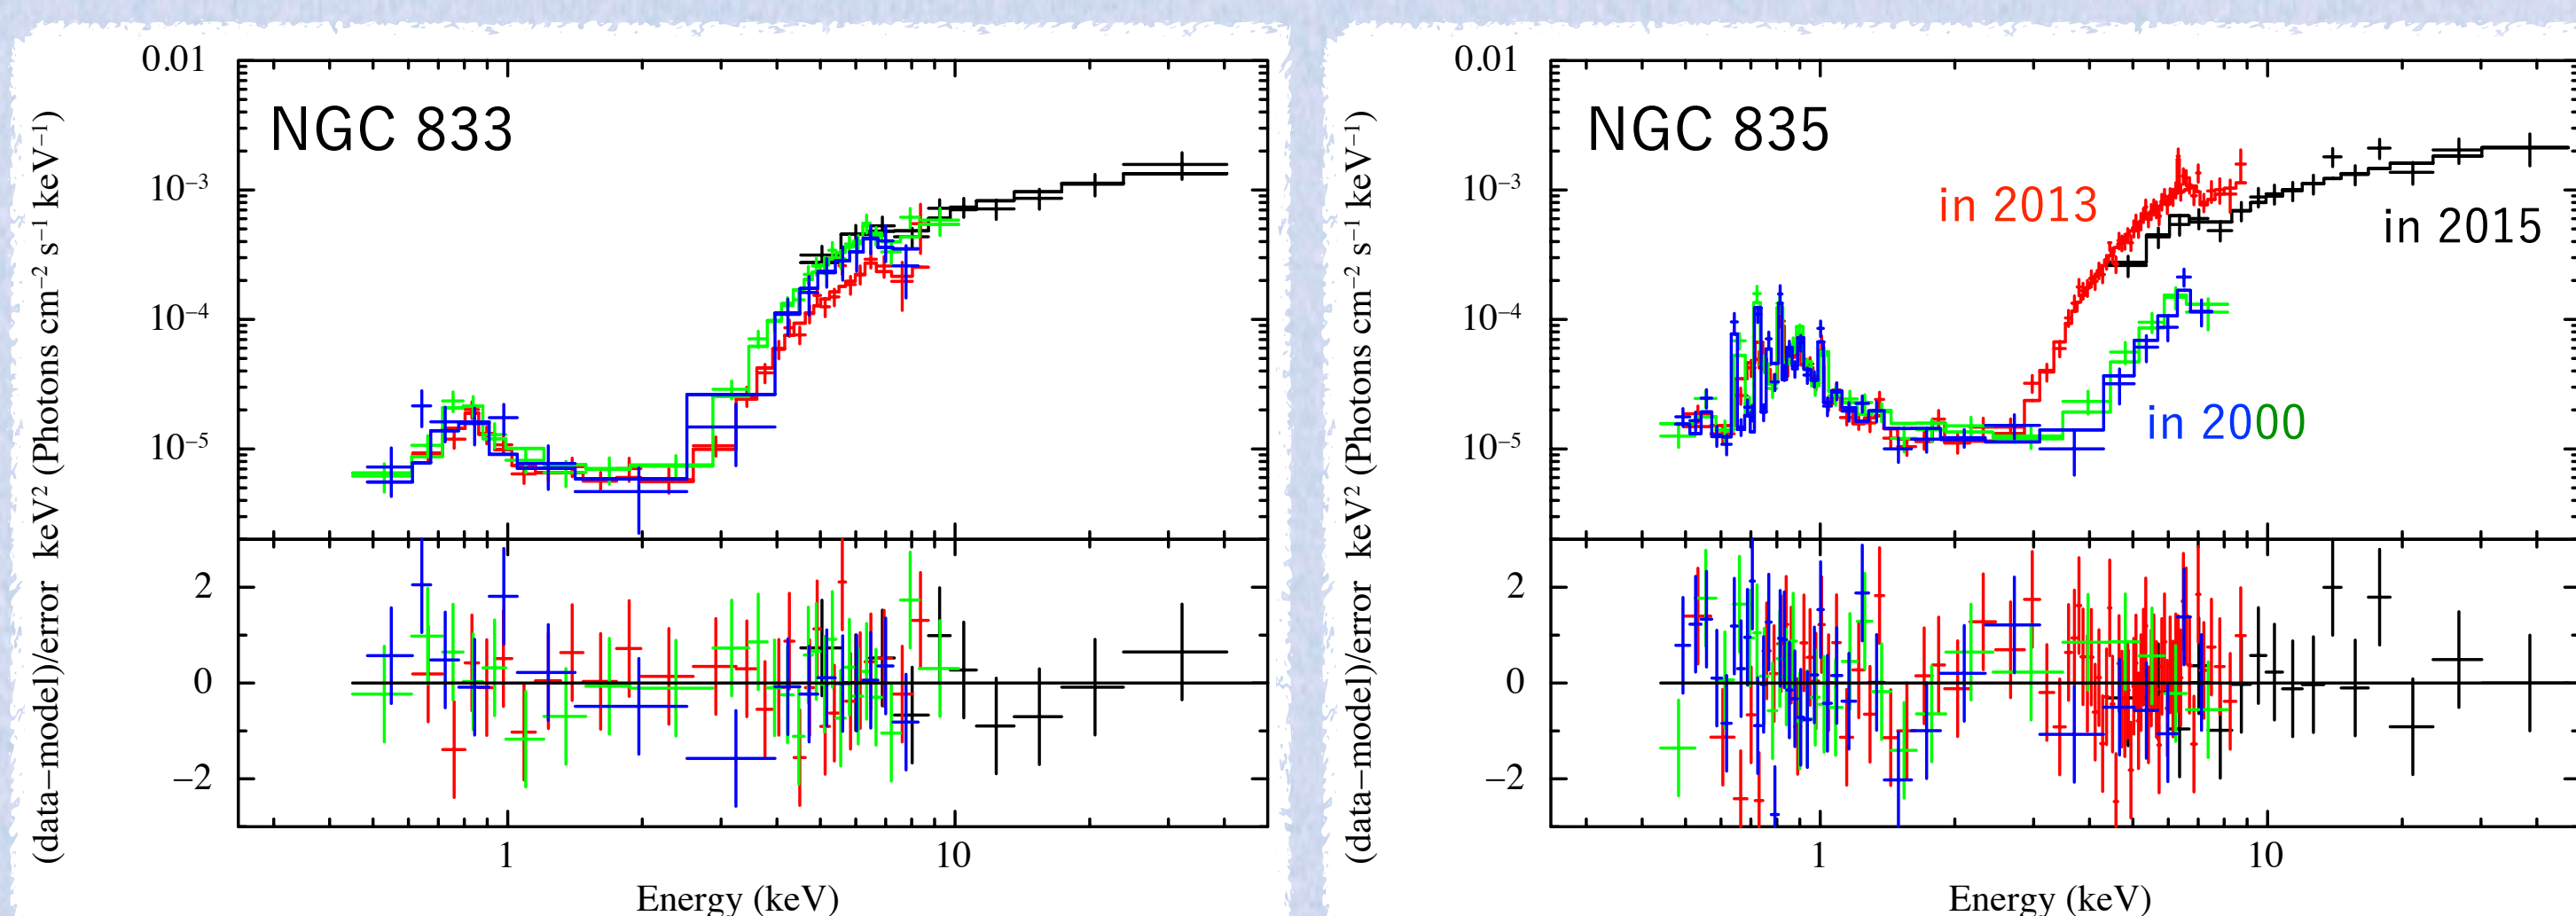 NGC 833
0.01
10⁻³
10⁻⁴
10⁻⁵
keV² (Photons cm⁻² s⁻¹ keV⁻¹)
2
0
−2
(data−model)/error
1 10
Energy (keV)
NGC 835
0.01
10⁻³
10⁻⁴
10⁻⁵
keV² (Photons cm⁻² s⁻¹ keV⁻¹)
in 2013
in 2015
in 2000
2
0
−2
(data−model)/error
1 10
Energy (keV)